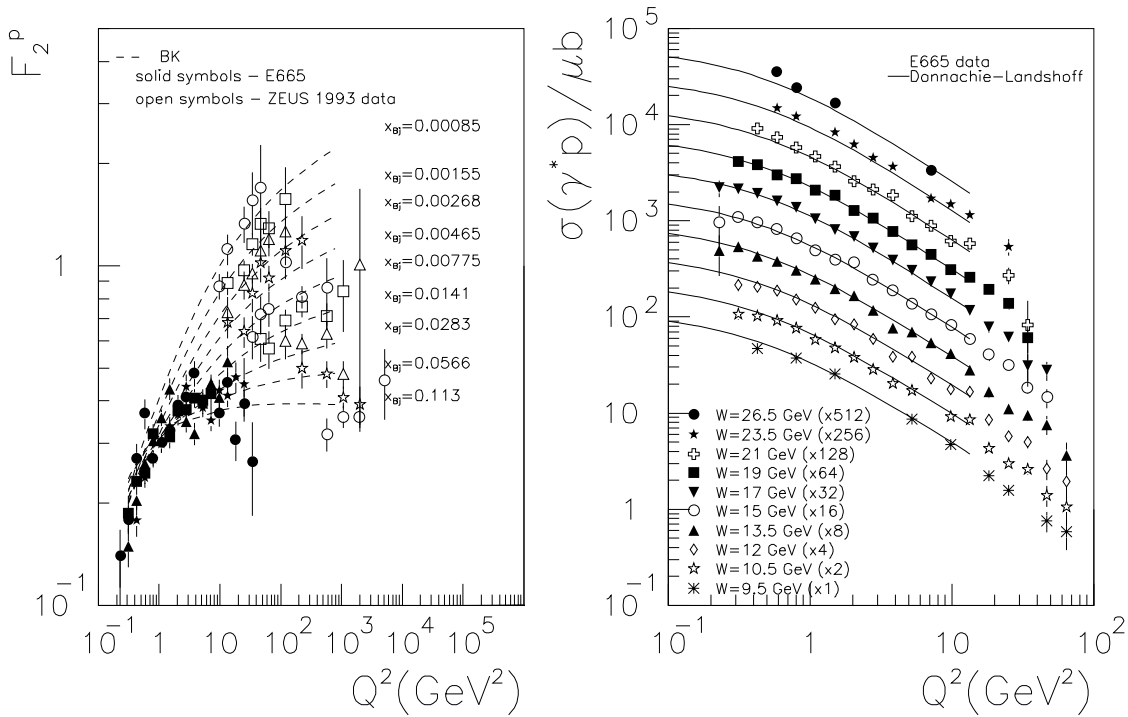 F₂ᵖ
BK
solid symbols – E665
open symbols – ZEUS 1993 data
x_Bj=0.00085
x_Bj=0.00155
x_Bj=0.00268
x_Bj=0.00465
x_Bj=0.00775
x_Bj=0.0141
x_Bj=0.0283
x_Bj=0.0566
x_Bj=0.113
1
10⁻¹
10⁻¹ 1 10 10² 10³ 10⁴ 10⁵ 10⁶
Q²(GeV²)
σ(γ*p)/μb
10⁵
10⁴
10³
10²
10
1
10⁻¹
E665 data
Donnachie–Landshoff
W=26.5 GeV (x512)
W=23.5 GeV (x256)
W=21 GeV (x128)
W=19 GeV (x64)
W=17 GeV (x32)
W=15 GeV (x16)
W=13.5 GeV (x8)
W=12 GeV (x4)
W=10.5 GeV (x2)
W=9.5 GeV (x1)
10⁻¹ 1 10 10²
Q²(GeV²)